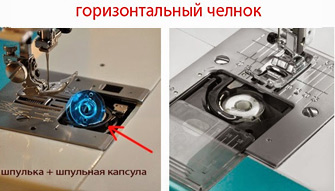 горизонтальный челнок
шпулька + шпульная капсула